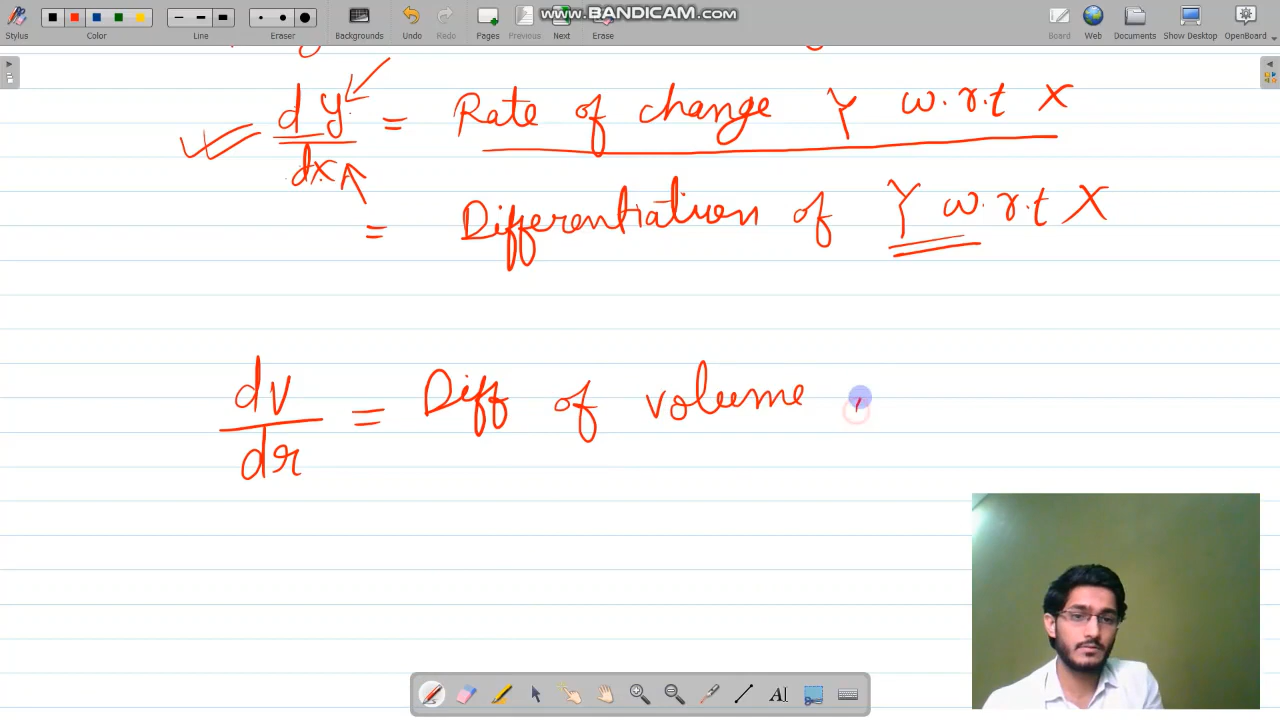 Stylus
Color
Line
Eraser
Backgrounds
Undo
Redo
Pages
Previous
Next
Erase
www.BANDICAM.com
Board
Web
Documents
Show Desktop
OpenBoard
dy/dx = Rate of change Y w.r.t X
= Differentiation of Y w.r.t X
dv/dr = Diff of volume